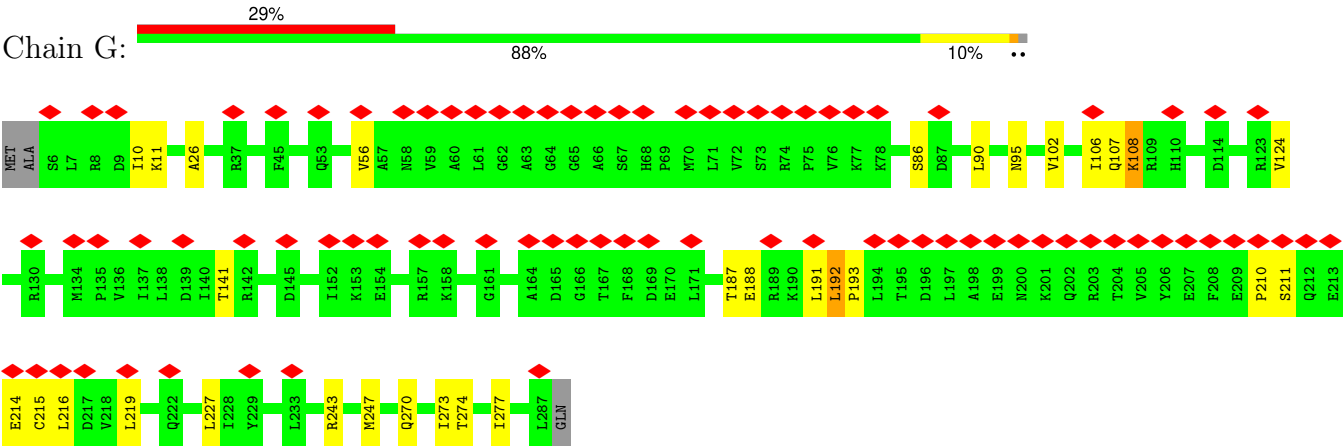 29%
Chain G:
88% 10% ••
MET ALA S6 L7 R8 D9 I10 K11 A26 R37 F45 Q53 V56 A57 N58 V59 A60 L61 G62 A63 G64 G65 A66 S67 H68 P69 M70 L71 V72 S73 R74 P75 V76 K77 K78 S86 D87 L90 N95 V102 I106 Q107 K108 R109 H110 D114 R123 V124
R130 M134 P135 V136 I137 L138 D139 I140 T141 R142 D145 I152 K153 E154 R157 K158 G161 A164 D165 G166 T167 F168 D169 E170 L171 T187 E188 R189 K190 L191 L192 P193 L194 T195 D196 L197 A198 E199 N200 K201 Q202 R203 T204 V205 Y206 E207 F208 E209 P210 S211 Q212 E213
E214 C215 L216 D217 V218 L219 Q222 L227 I228 Y229 L233 R243 M247 Q270 I273 T274 I277 L287 GLN